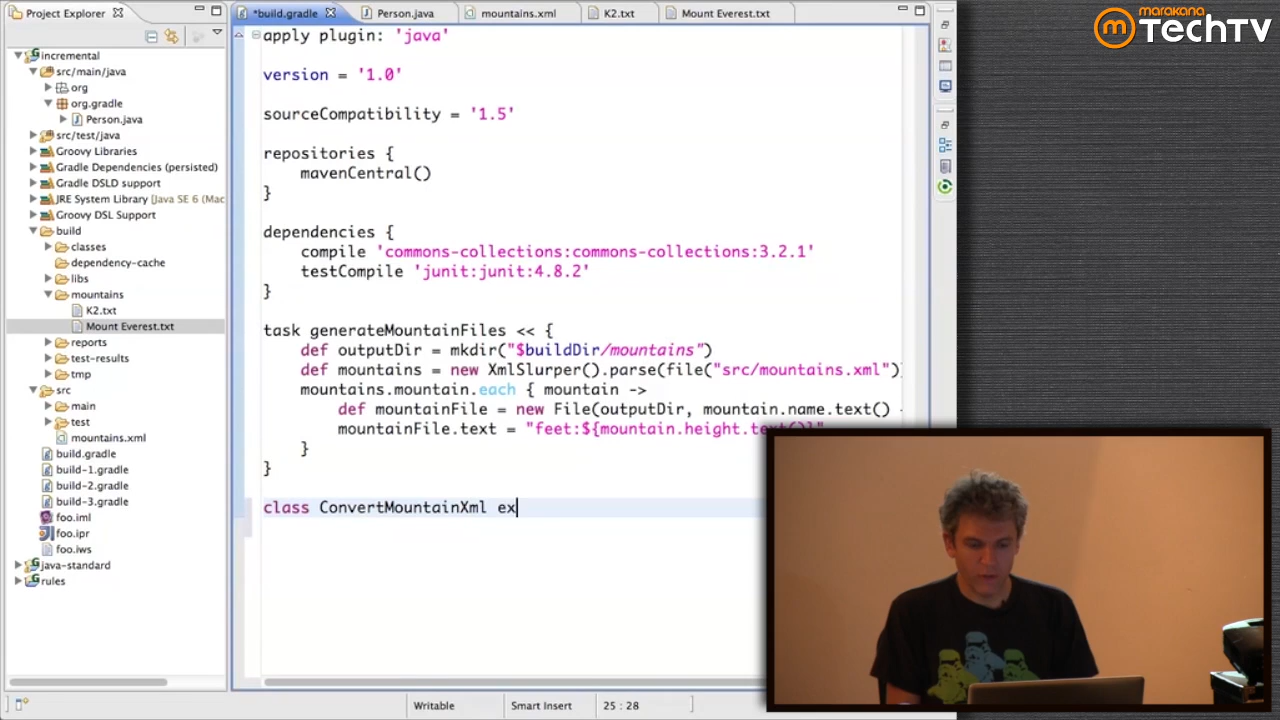 Project Explorer
*build.gradle
Person.java
mountains.xml
K2.txt
Mount Everest.txt
marakana
TechTV
incremental
src/main/java
org
org.gradle
Person.java
src/test/java
Groovy Libraries
Gradle Dependencies (persisted)
Gradle DSLD support
JRE System Library [Java SE 6 (Mac
Groovy DSL Support
build
classes
dependency-cache
libs
mountains
K2.txt
Mount Everest.txt
reports
test-results
tmp
src
main
test
mountains.xml
build.gradle
build-1.gradle
build-2.gradle
build-3.gradle
foo.iml
foo.ipr
foo.iws
java-standard
rules
apply plugin: 'java'
version = '1.0'
sourceCompatibility = '1.5'
repositories {
mavenCentral()
}
dependencies {
compile 'commons-collections:commons-collections:3.2.1'
testCompile 'junit:junit:4.8.2'
}
task generateMountainFiles << {
def outputDir = mkdir("$buildDir/mountains")
def mountains = new XmlSlurper().parse(file("src/mountains.xml")
mountains.mountain.each { mountain ->
def mountainFile = new File(outputDir, mountain.name.text()
mountainFile.text = "feet:${mountain.height.text()}"
}
}
class ConvertMountainXml ex
Writable
Smart Insert
25 : 28